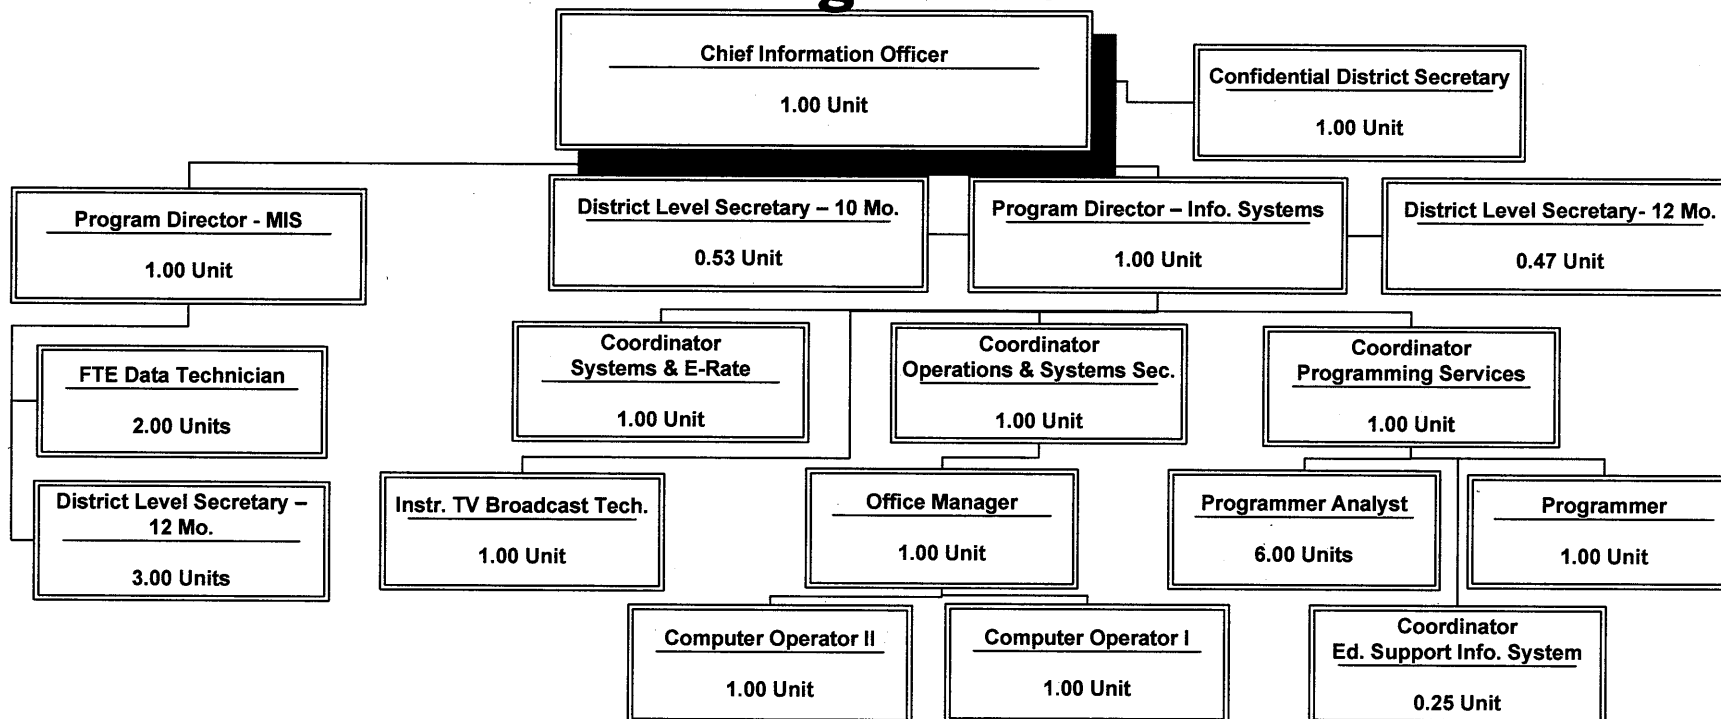 Chief Information Officer
1.00 Unit
Confidential District Secretary
1.00 Unit
Program Director - MIS
1.00 Unit
District Level Secretary – 10 Mo.
0.53 Unit
Program Director – Info. Systems
1.00 Unit
District Level Secretary- 12 Mo.
0.47 Unit
FTE Data Technician
2.00 Units
District Level Secretary –
12 Mo.
3.00 Units
Coordinator
Systems & E-Rate
1.00 Unit
Coordinator
Operations & Systems Sec.
1.00 Unit
Coordinator
Programming Services
1.00 Unit
Instr. TV Broadcast Tech.
1.00 Unit
Office Manager
1.00 Unit
Programmer Analyst
6.00 Units
Programmer
1.00 Unit
Computer Operator II
1.00 Unit
Computer Operator I
1.00 Unit
Coordinator
Ed. Support Info. System
0.25 Unit